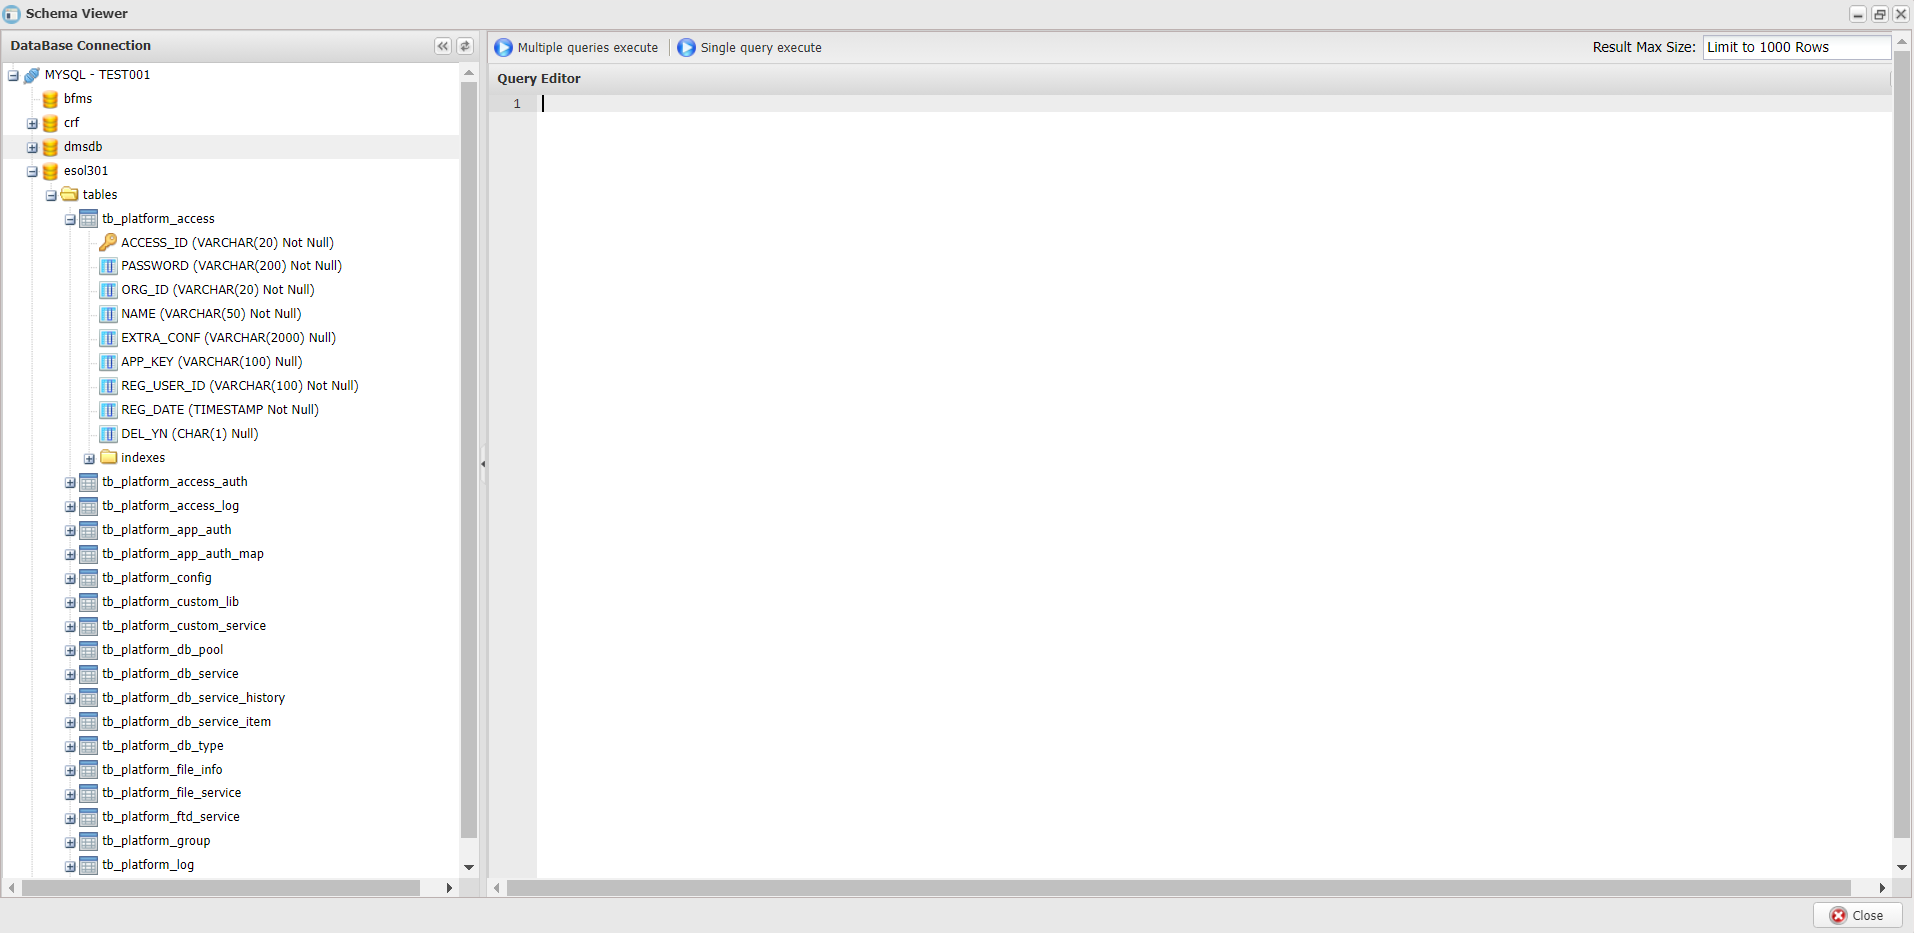 Schema Viewer
DataBase Connection
MYSQL - TEST001
bfms
crf
dmsdb
esol301
tables
tb_platform_access
ACCESS_ID (VARCHAR(20) Not Null)
PASSWORD (VARCHAR(200) Not Null)
ORG_ID (VARCHAR(20) Not Null)
NAME (VARCHAR(50) Not Null)
EXTRA_CONF (VARCHAR(2000) Null)
APP_KEY (VARCHAR(100) Null)
REG_USER_ID (VARCHAR(100) Not Null)
REG_DATE (TIMESTAMP Not Null)
DEL_YN (CHAR(1) Null)
indexes
tb_platform_access_auth
tb_platform_access_log
tb_platform_app_auth
tb_platform_app_auth_map
tb_platform_config
tb_platform_custom_lib
tb_platform_custom_service
tb_platform_db_pool
tb_platform_db_service
tb_platform_db_service_history
tb_platform_db_service_item
tb_platform_db_type
tb_platform_file_info
tb_platform_file_service
tb_platform_ftd_service
tb_platform_group
tb_platform_log
Multiple queries execute Single query execute Result Max Size: Limit to 1000 Rows
Query Editor
1
Close